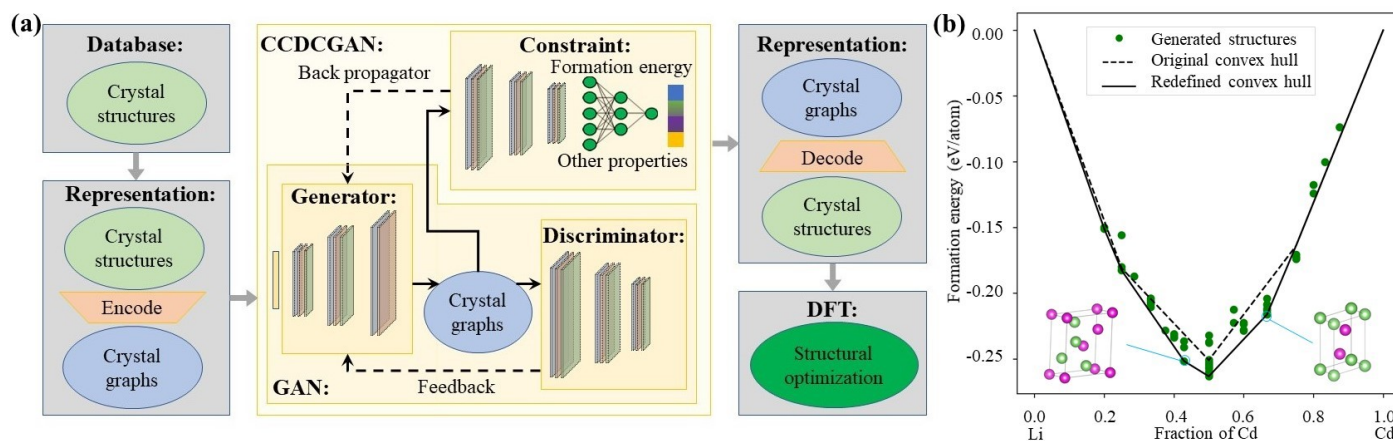 (a)
Database:
Crystal
structures
Representation:
Crystal
structures
Encode
Crystal
graphs
CCDCGAN:
Back propagator
Constraint:
Formation energy
Other properties
Generator:
Crystal
graphs
Discriminator:
GAN:
Feedback
Representation:
Crystal
graphs
Decode
Crystal
structures
DFT:
Structural
optimization
(b)
Generated structures
Original convex hull
Redefined convex hull
Formation energy (eV/atom)
0.00
-0.05
-0.10
-0.15
-0.20
-0.25
0.0 0.2 0.4 0.6 0.8 1.0
Li Fraction of Cd Cd